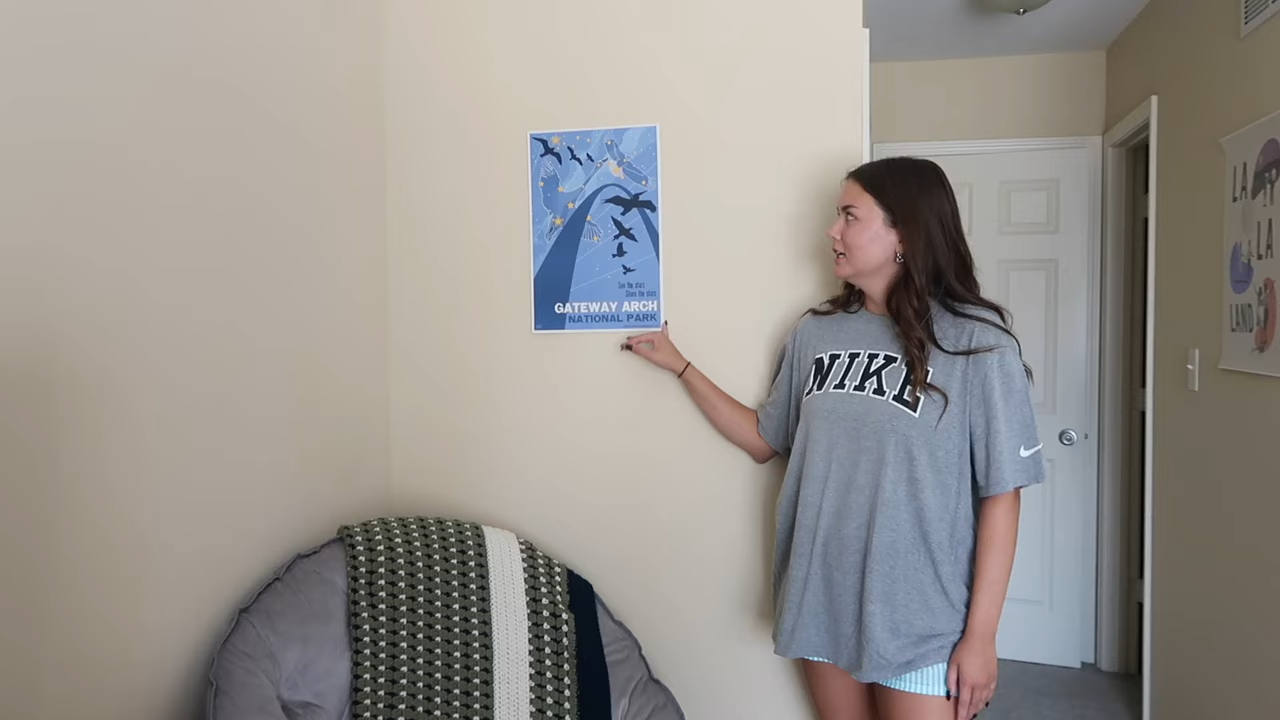 See the stars
Share the stars
GATEWAY ARCH
NATIONAL PARK
NIKE
LA
LA
LAND